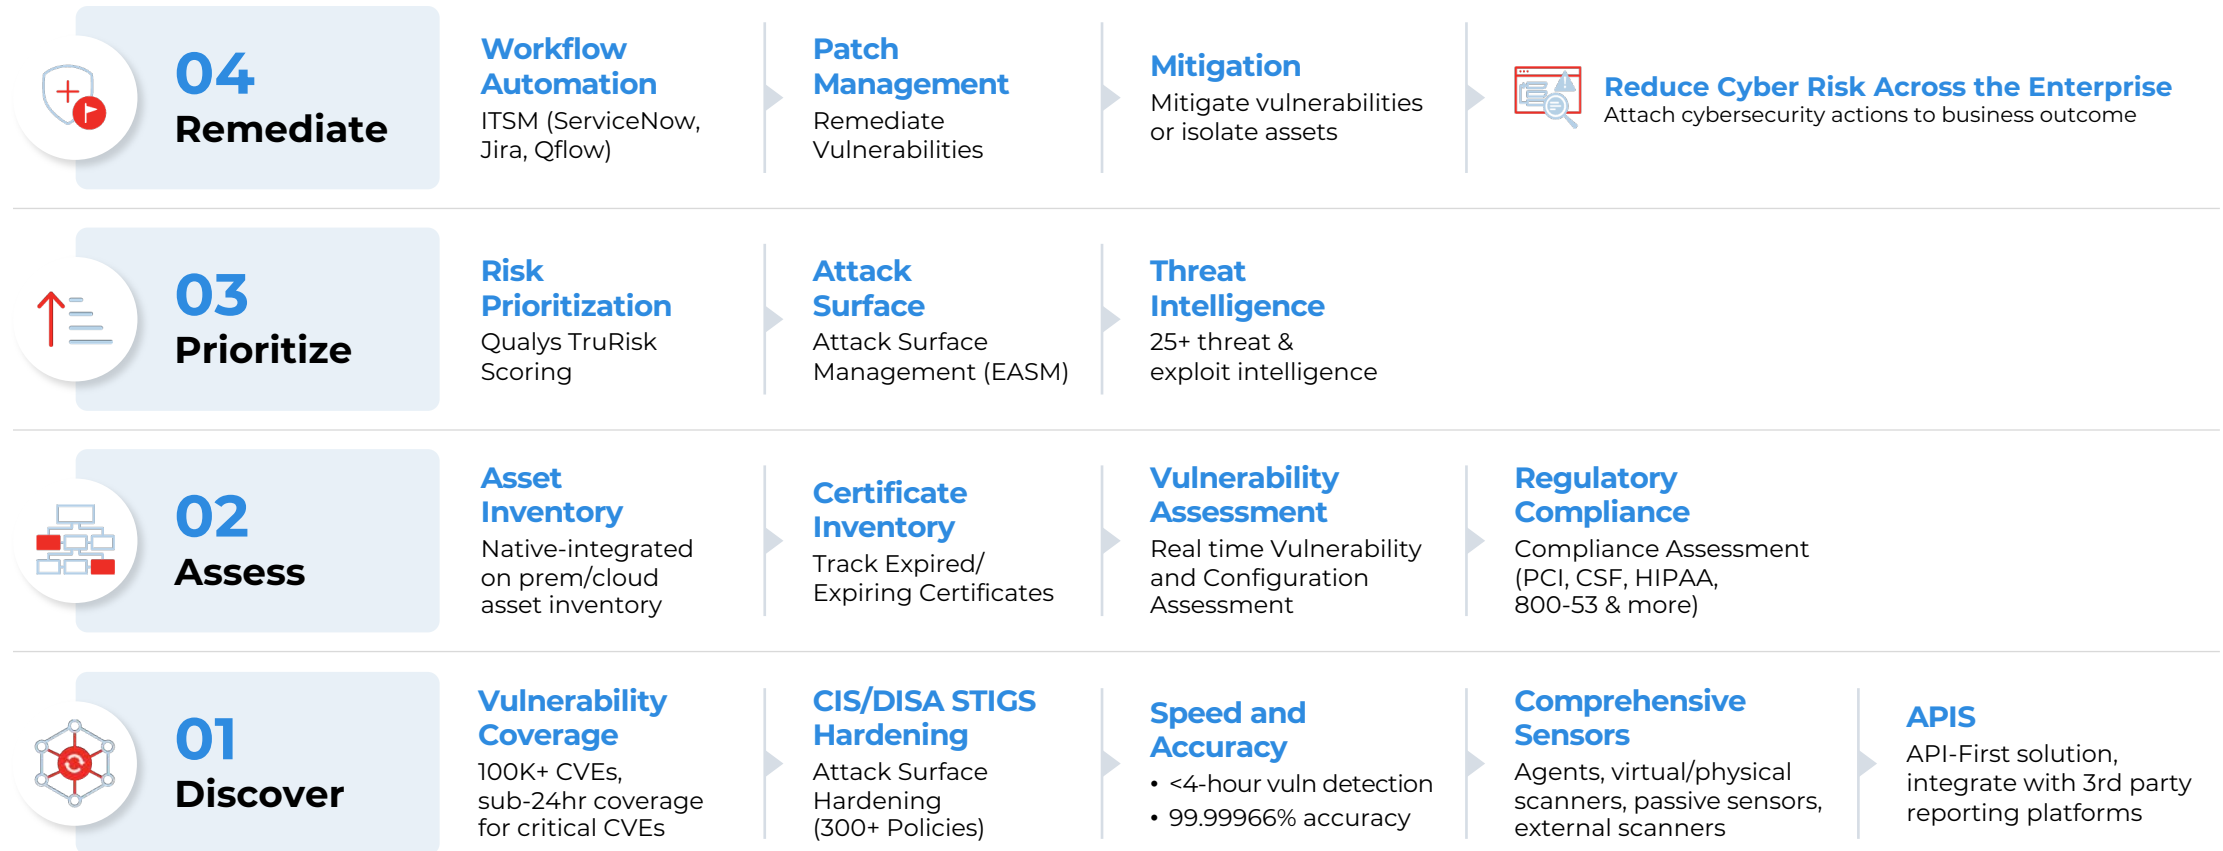 04
Remediate
Workflow
Automation
ITSM (ServiceNow,
Jira, Qflow)
Patch
Management
Remediate
Vulnerabilities
Mitigation
Mitigate vulnerabilities
or isolate assets
Reduce Cyber Risk Across the Enterprise
Attach cybersecurity actions to business outcome
03
Prioritize
Risk
Prioritization
Qualys TruRisk
Scoring
Attack
Surface
Attack Surface
Management (EASM)
Threat
Intelligence
25+ threat &
exploit intelligence
02
Assess
Asset
Inventory
Native-integrated
on prem/cloud
asset inventory
Certificate
Inventory
Track Expired/
Expiring Certificates
Vulnerability
Assessment
Real time Vulnerability
and Configuration
Assessment
Regulatory
Compliance
Compliance Assessment
(PCI, CSF, HIPAA,
800-53 & more)
01
Discover
Vulnerability
Coverage
100K+ CVEs,
sub-24hr coverage
for critical CVEs
CIS/DISA STIGS
Hardening
Attack Surface
Hardening
(300+ Policies)
Speed and
Accuracy
• <4-hour vuln detection
• 99.99966% accuracy
Comprehensive
Sensors
Agents, virtual/physical
scanners, passive sensors,
external scanners
APIS
API-First solution,
integrate with 3rd party
reporting platforms